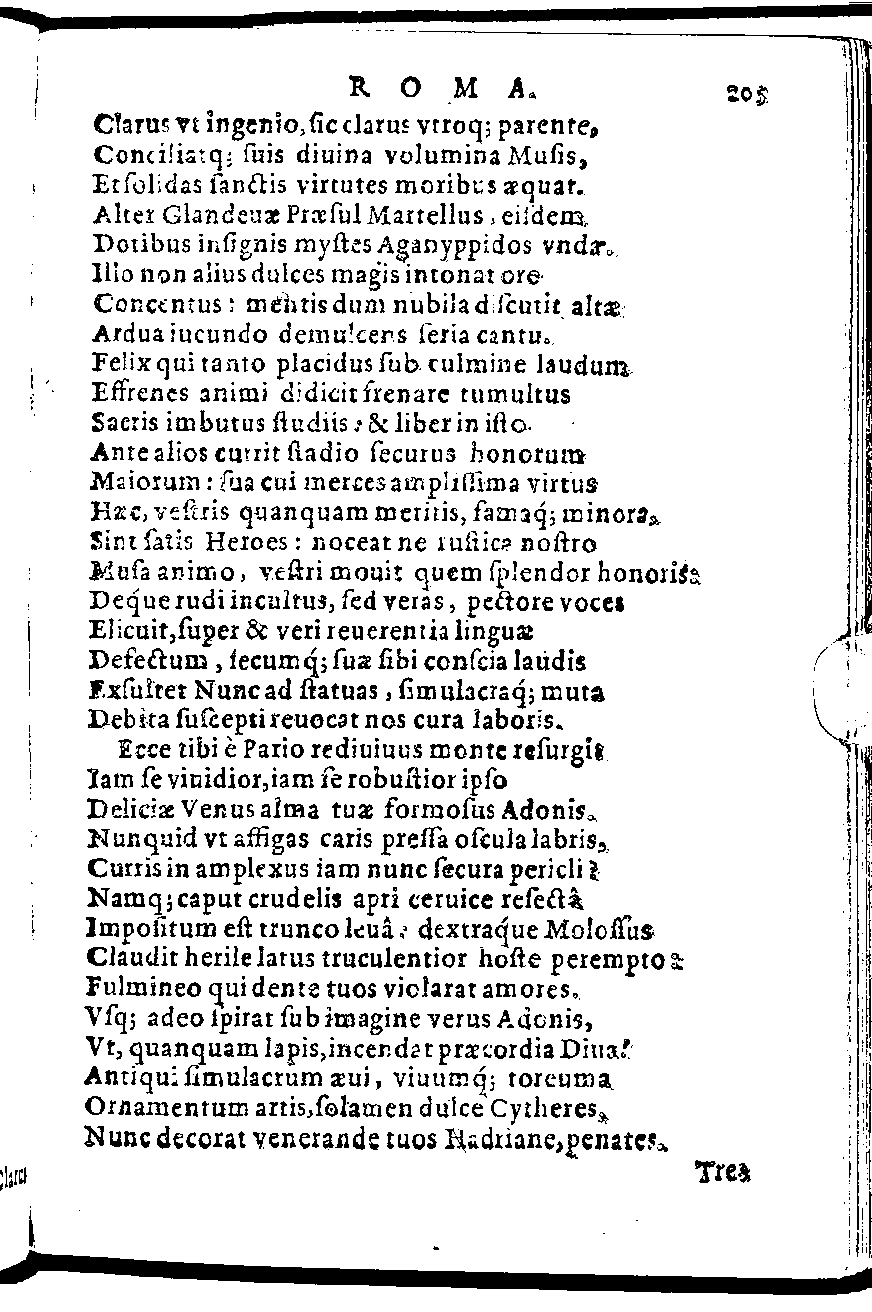 ROMA. 205
Clarus vt ingenio, sic clarus vtroq; parente,
Conciliatq; suis diuina volumina Musis,
Et solidas sanctis virtutes moribus æquat.
Alter Glandeuæ Præsul Martellus, eisdem
Dotibus insignis mystes Aganyppidos vndæ.
Illo non alius dulces magis intonat ore
Concentus: mentis dum nubila discutit altæ
Ardua iucundo demulcens seria cantu.
Felix qui tanto placidus sub culmine laudum
Effrenes animi didicit frenare tumultus
Sacris imbutus studiis: & liber in isto
Ante alios currit stadio securus honorum
Maiorum: sua cui merces amplissima virtus
Hæc, vestris quanquam meritis, famaq́; minora,
Sint satis Heroes: noceat ne rustica nostro
Musa animo, vestri mouit quem splendor honoris:
Deq́ue rudi incultus, sed veras, pectore voces
Elicuit, super & veri reuerentia linguæ
Defectum, secumq́; suæ sibi conscia laudis
Exsultet Nunc ad statuas, simulacraq́; muta
Debita suscepti reuocat nos cura laboris.
Ecce tibi è Pario rediuiuus monte resurgit
Iam se viuidior, iam se robustior ipso
Deliciæ Venus alma tuæ formosus Adonis.
Nunquid vt affigas caris pressa oscula labris,
Curris in amplexus iam nunc secura pericli?
Namq; caput crudelis apri ceruice resectâ
Impositum est trunco leuâ: dextraq́ue Molossus
Claudit herile latus truculentior hoste perempto:
Fulmineo qui dente tuos violarat amores.
Vsq; adeo spirat sub imagine verus Adonis,
Vt, quanquam lapis, incendat præcordia Diuæ!
Antiqui simulacrum æui, viuumq́; toreuma
Ornamentum artis, solamen dulce Cytheres,
Nunc decorat venerande tuos Hadriane, penates.
Tres